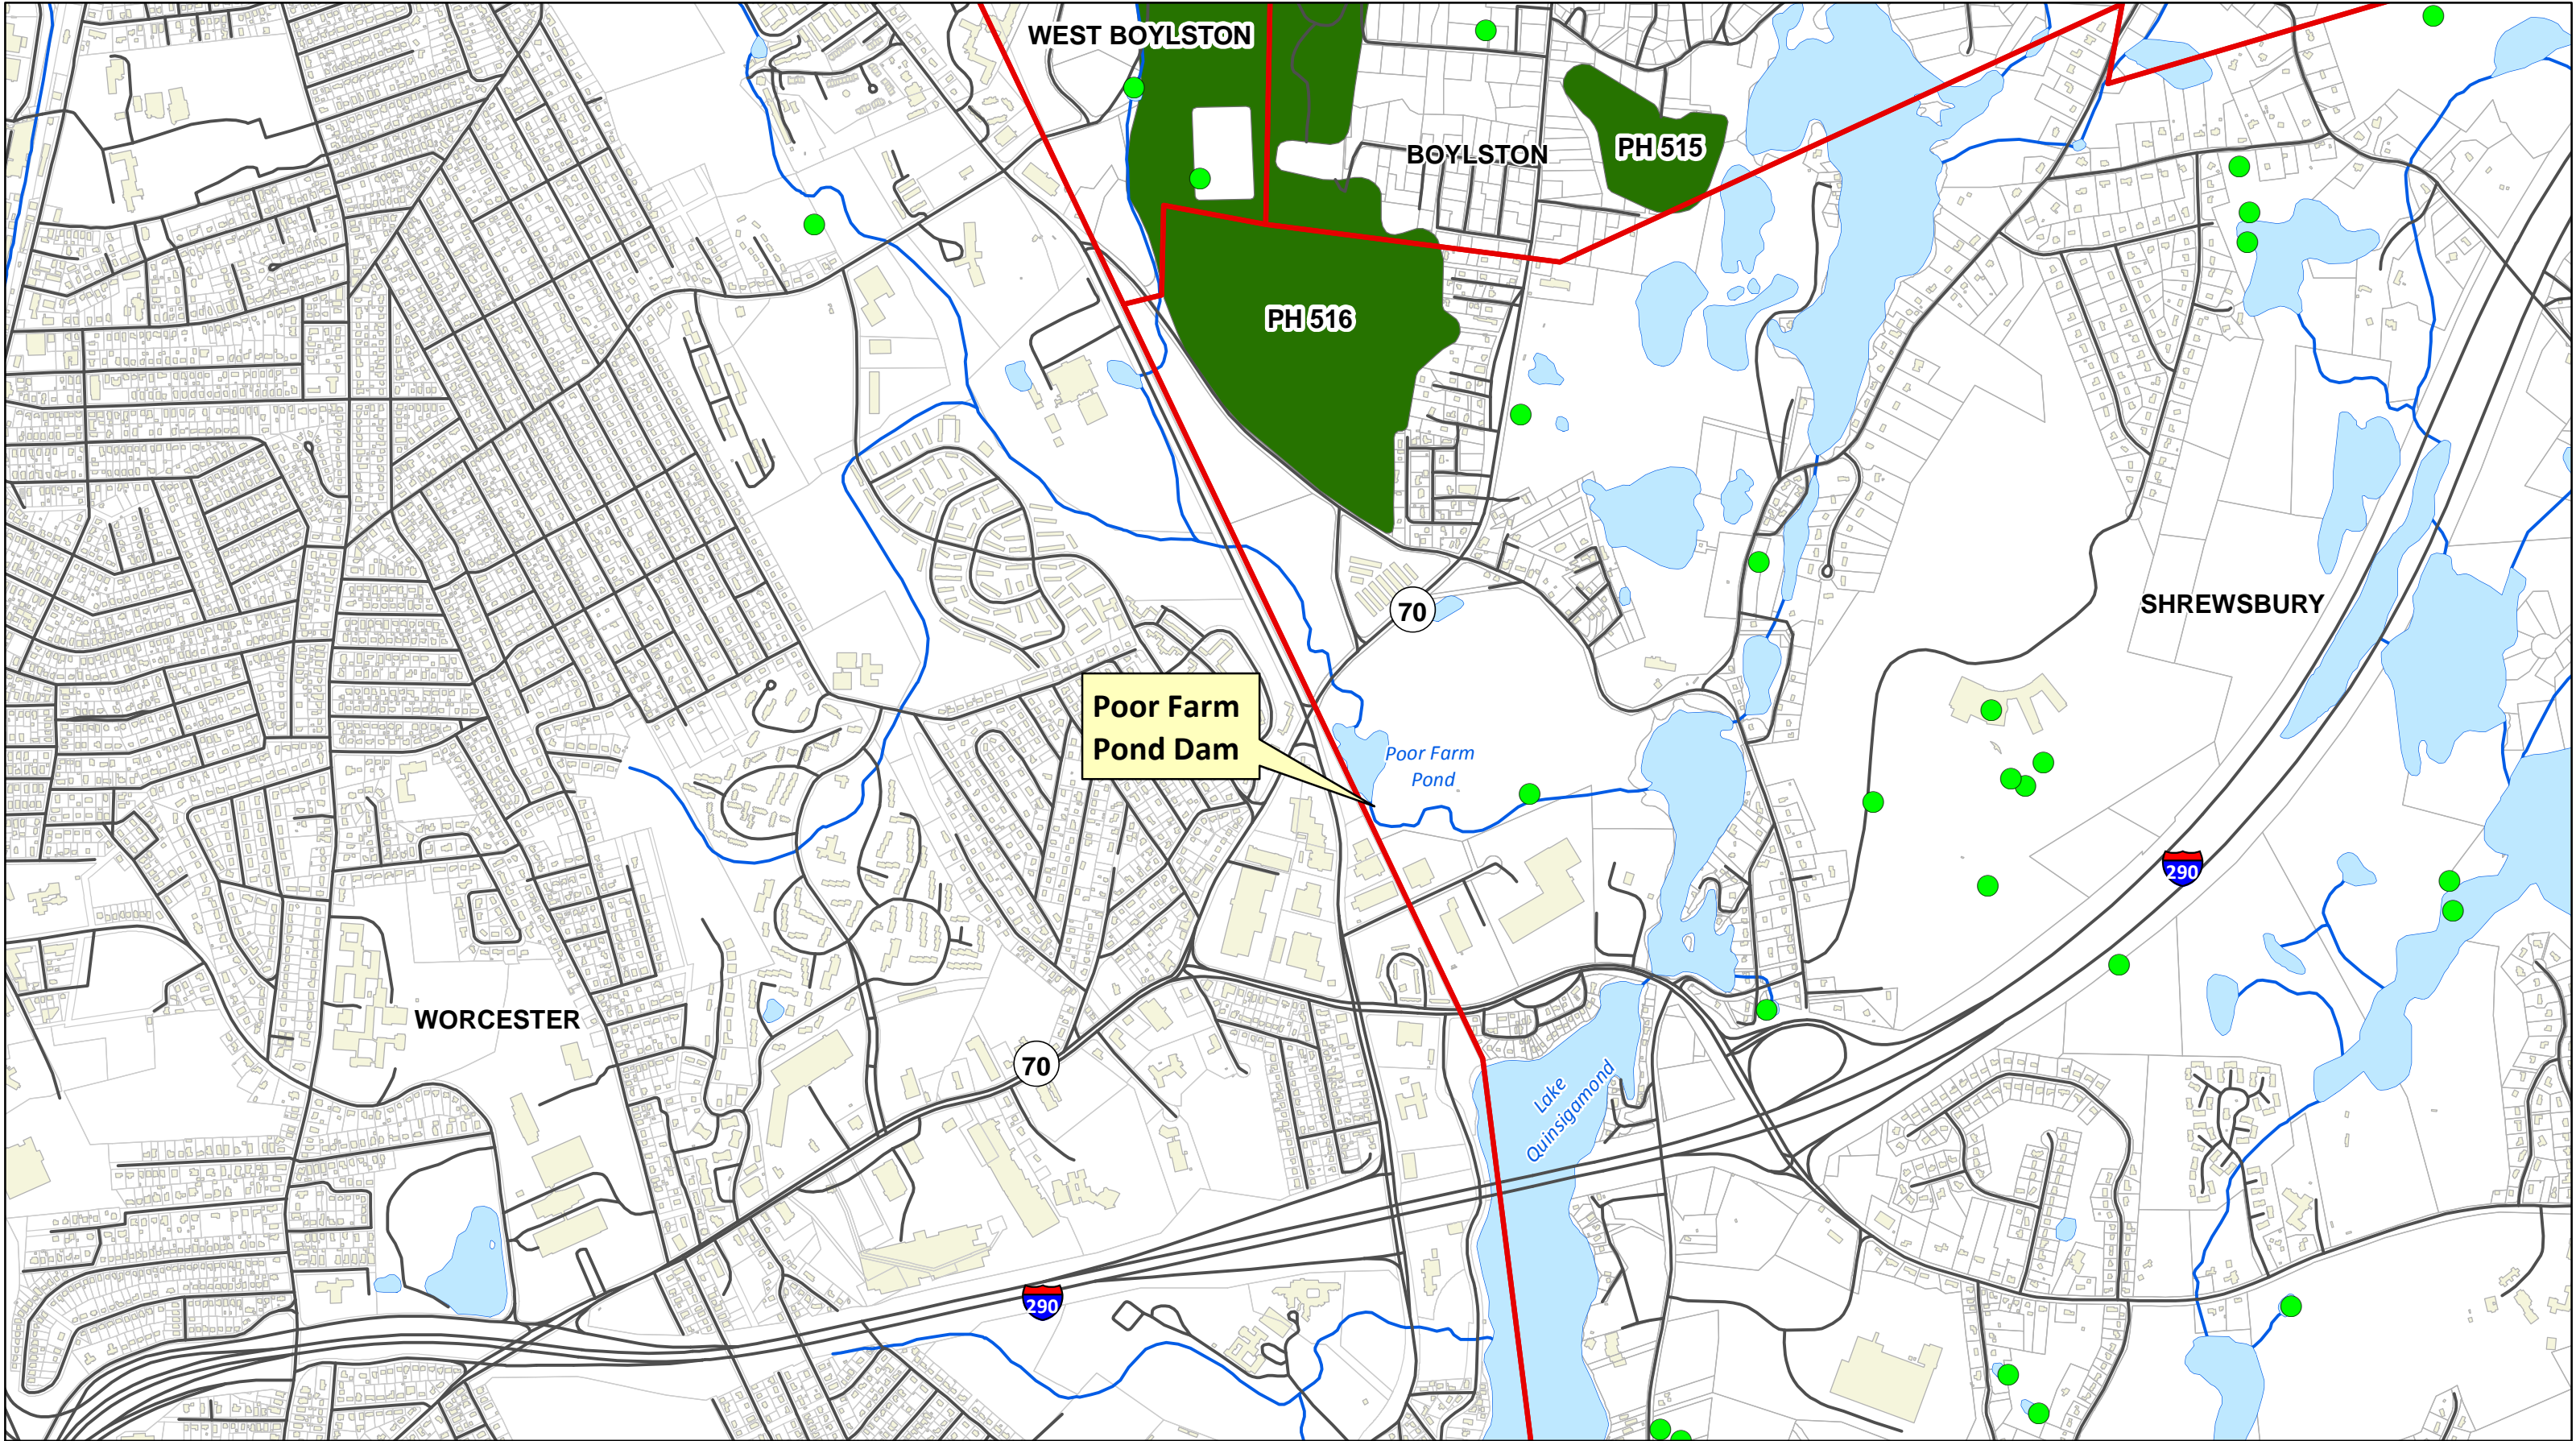 WEST BOYLSTON
BOYLSTON
PH 515
PH 516
70
SHREWSBURY
Poor Farm
Pond Dam
Poor Farm
Pond
290
WORCESTER
70
Lake
Quinsigamond
290